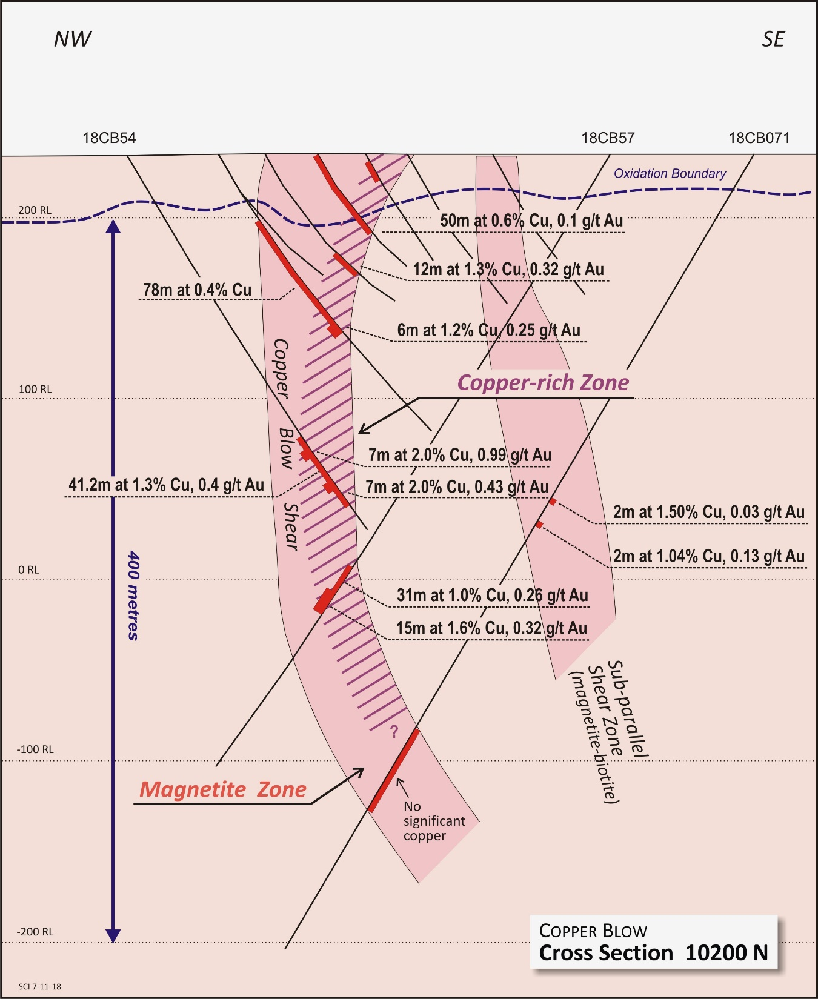 NW
SE
18CB54
18CB57
18CB071
Oxidation Boundary
200 RL
50m at 0.6% Cu, 0.1 g/t Au
12m at 1.3% Cu, 0.32 g/t Au
78m at 0.4% Cu
6m at 1.2% Cu, 0.25 g/t Au
Copper Blow Shear
100 RL
Copper-rich Zone
7m at 2.0% Cu, 0.99 g/t Au
41.2m at 1.3% Cu, 0.4 g/t Au
7m at 2.0% Cu, 0.43 g/t Au
2m at 1.50% Cu, 0.03 g/t Au
2m at 1.04% Cu, 0.13 g/t Au
400 metres
0 RL
31m at 1.0% Cu, 0.26 g/t Au
15m at 1.6% Cu, 0.32 g/t Au
Sub-parallel
Shear Zone
(magnetite-biotite)
?
-100 RL
Magnetite Zone
No
significant
copper
-200 RL
COPPER BLOW
Cross Section 10200 N
SCI 7-11-18